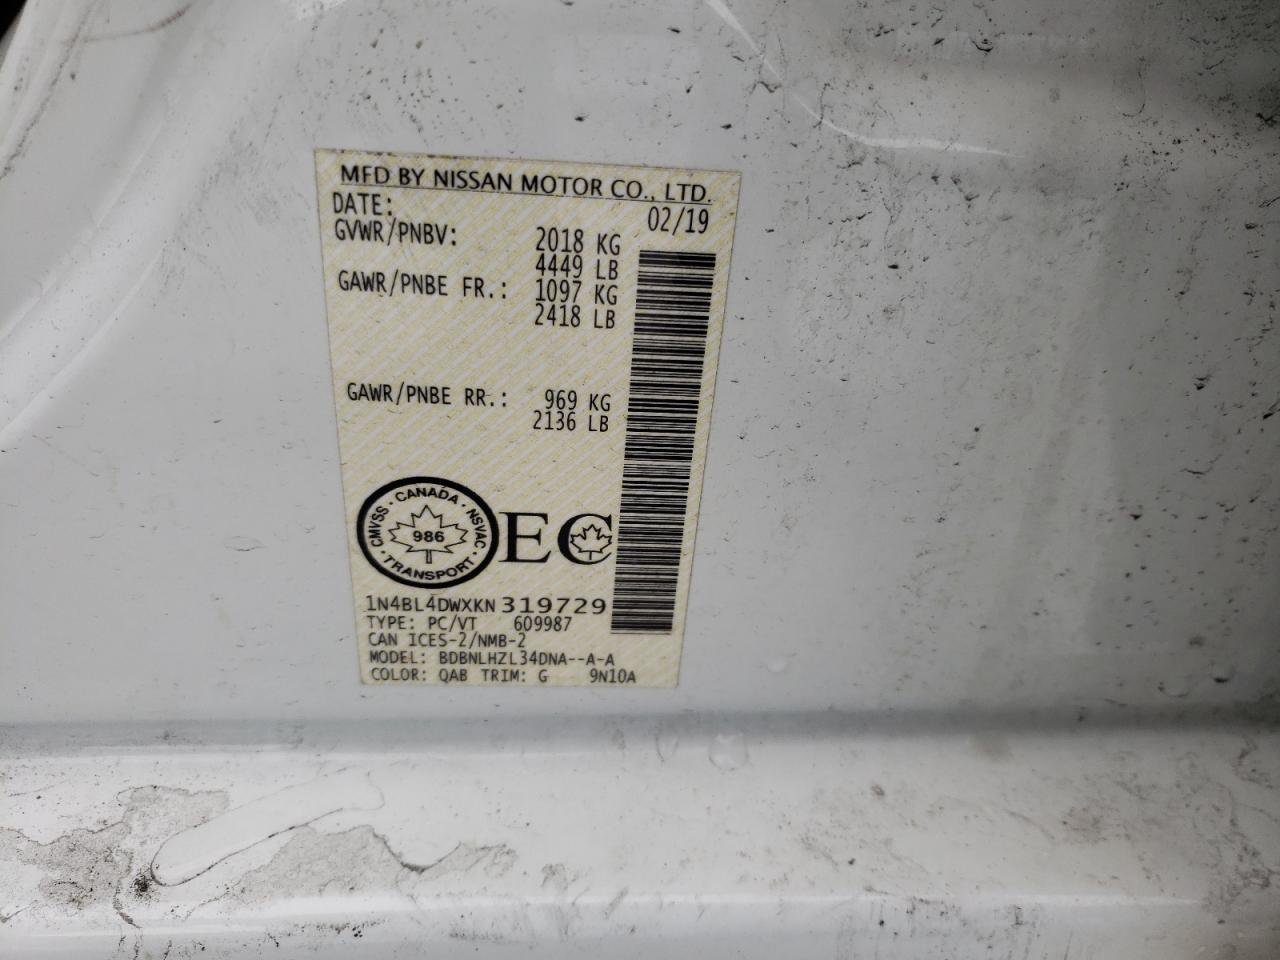 MFD BY NISSAN MOTOR CO., LTD.
DATE: 02/19
GVWR/PNBV: 2018 KG
4449 LB
GAWR/PNBE FR.: 1097 KG
2418 LB
GAWR/PNBE RR.: 969 KG
2136 LB
CMVSS · CANADA · NSVAC · TRANSPORT ·
986
EC
1N4BL4DWXKN319729
TYPE: PC/VT 609987
CAN ICES-2/NMB-2
MODEL: BDBNLHZL34DNA--A-A
COLOR: QAB TRIM: G 9N10A